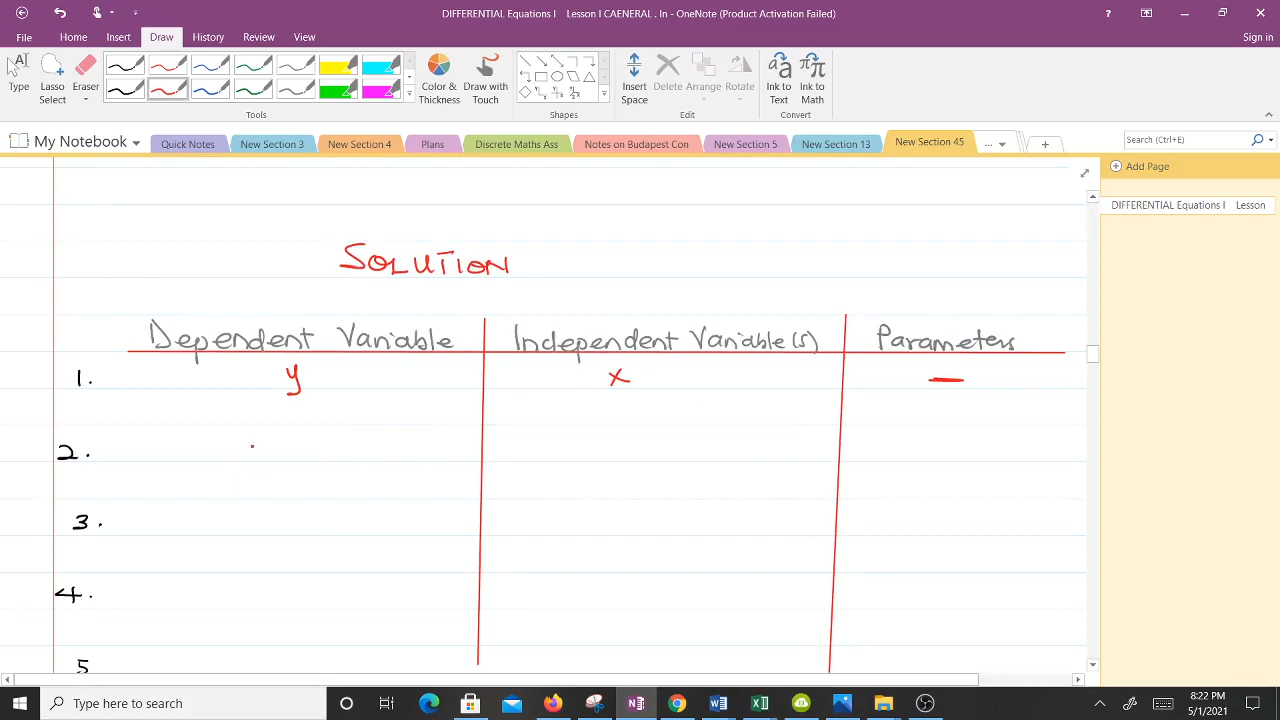 DIFFERENTIAL Equations I    Lesson I CAENERAL . In - OneNote (Product Activation Failed)
File Home Insert Draw History Review View
Type Lasso Select Eraser Color & Thickness Draw with Touch Insert Space Delete Arrange Rotate Ink to Text Ink to Math
Tools Shapes Edit Convert
My Notebook Quick Notes New Section 3 New Section 4 Plans Discrete Maths Ass Notes on Budapest Con New Section 5 New Section 13 New Section 45 ... + Search (Ctrl+E)
Add Page
DIFFERENTIAL Equations I    Lesson
SOLUTION
Dependent Variable Independent Variable(s) Parameters
1. y x —
2.
3.
4.
5
Type here to search
8:22 PM
5/1/2021